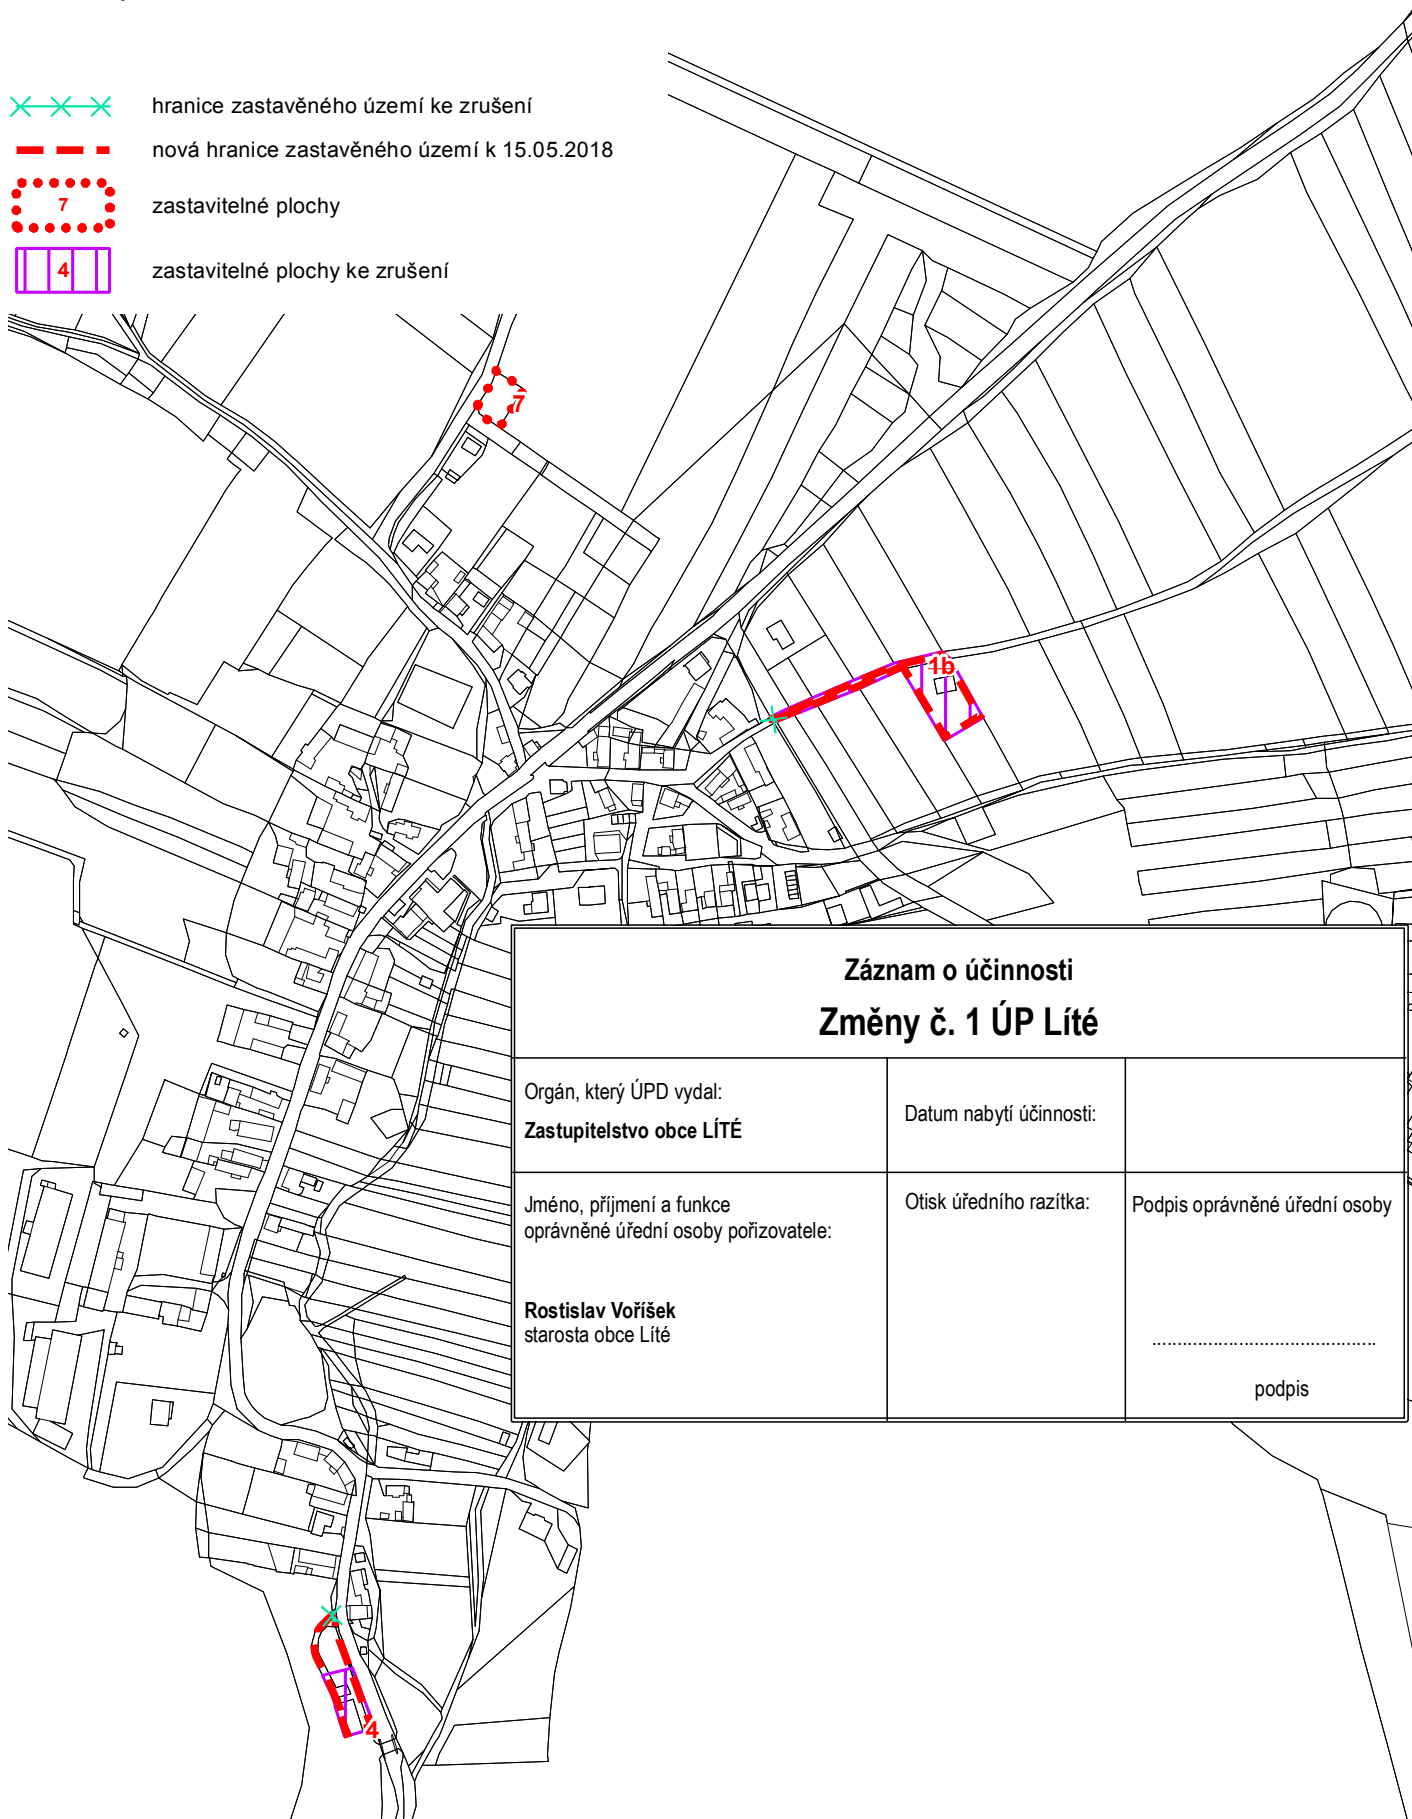 hranice zastavěného území ke zrušení
nová hranice zastavěného území k 15.05.2018
7
zastavitelné plochy
4
zastavitelné plochy ke zrušení
7
1b
Záznam o účinnosti
Změny č. 1 ÚP Líté
Orgán, který ÚPD vydal:
Zastupitelstvo obce LÍTÉ
Datum nabytí účinnosti:
Jméno, příjmení a funkce
oprávněné úřední osoby pořizovatele:
Rostislav Voříšek
starosta obce Líté
Otisk úředního razítka:
Podpis oprávněné úřední osoby
............................................
podpis
4